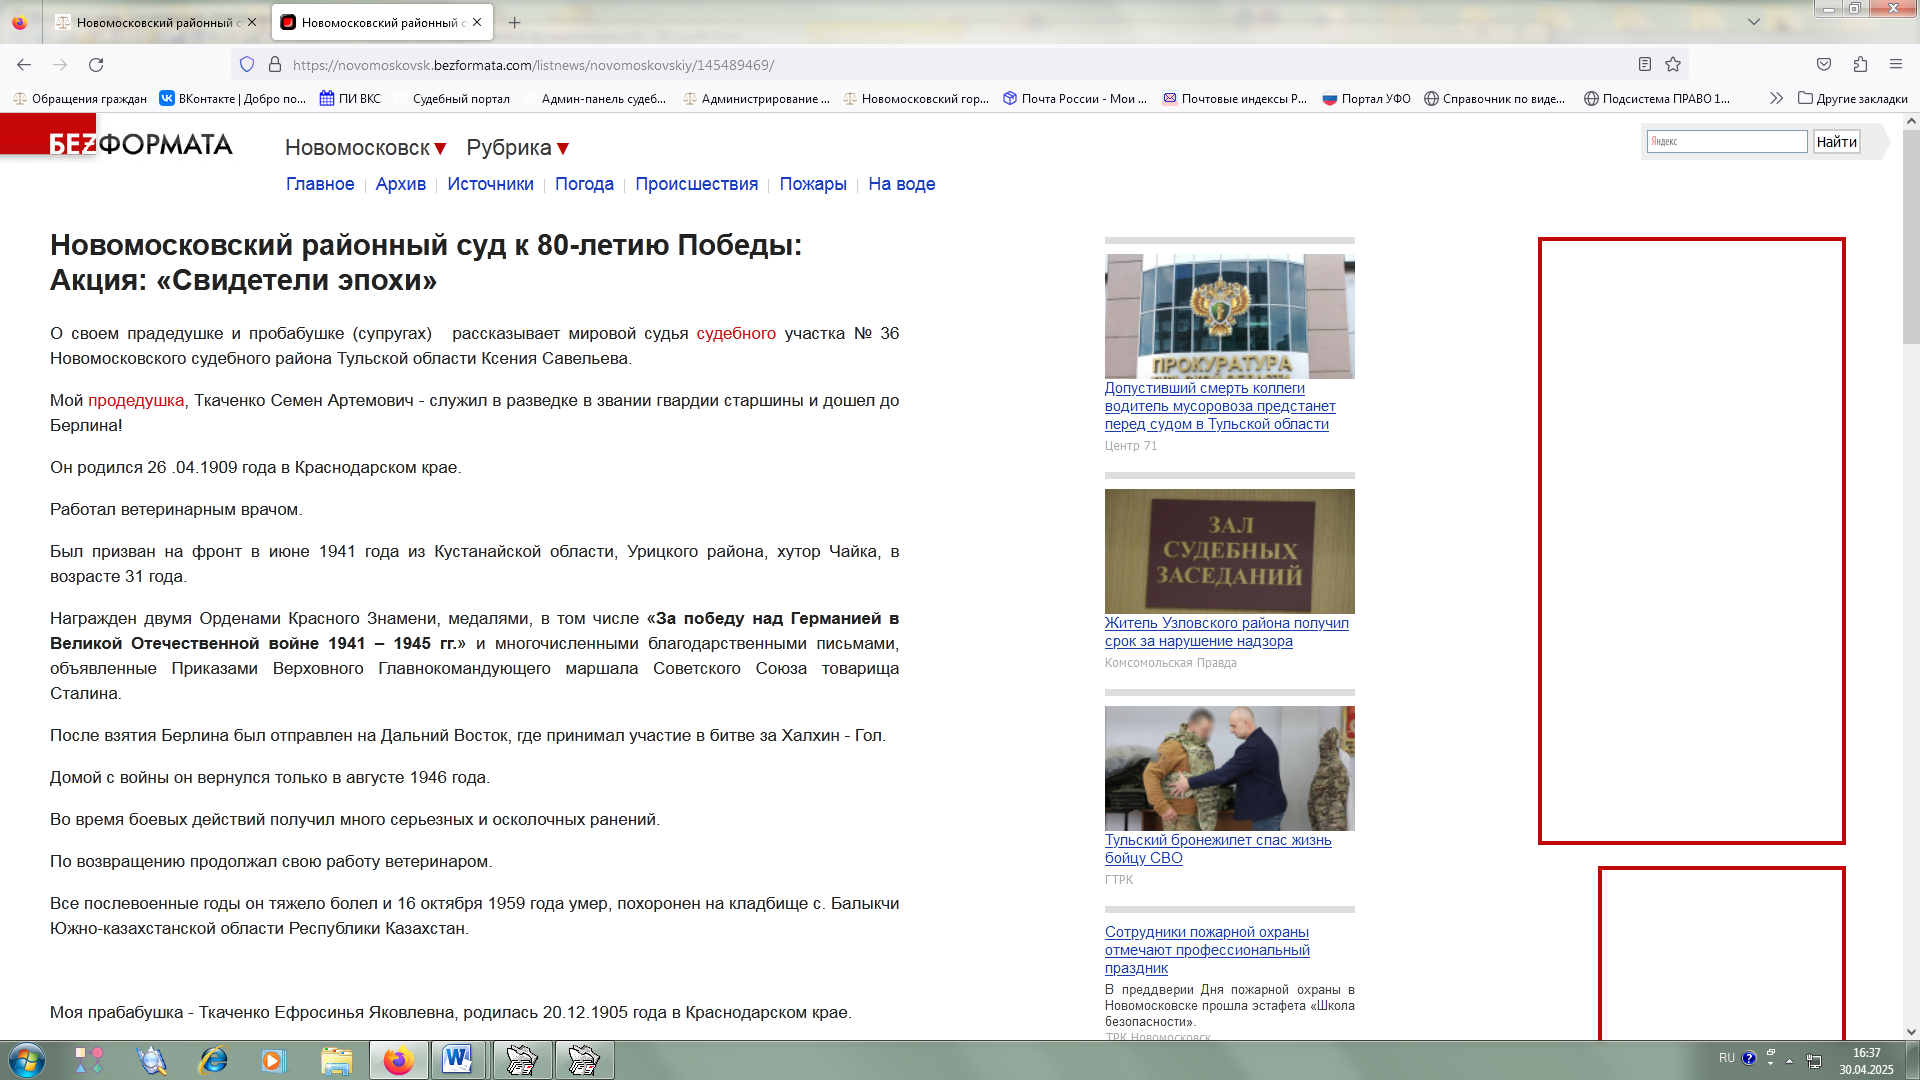 Новомосковский районный с
Новомосковский районный с
https://novomoskovsk.bezformata.com/listnews/novomoskovskiy/145489469/
Обращения граждан
ВКонтакте | Добро по...
ПИ ВКС
Судебный портал
Админ-панель судеб...
Администрирование ...
Новомосковский гор...
Почта России - Мои ...
Почтовые индексы Р...
Портал УФО
Справочник по виде...
Подсистема ПРАВО 1...
Другие закладки
БЕZФОРМАТА
Новомосковск▼ Рубрика▼
Яндекс
Найти
Главное | Архив | Источники | Погода | Происшествия | Пожары | На воде
Новомосковский районный суд к 80-летию Победы:
Акция: «Свидетели эпохи»
О своем прадедушке и пробабушке (супругах) рассказывает мировой судья судебного участка № 36
Новомосковского судебного района Тульской области Ксения Савельева.
Мой продедушка, Ткаченко Семен Артемович - служил в разведке в звании гвардии старшины и дошел до
Берлина!
Он родился 26 .04.1909 года в Краснодарском крае.
Работал ветеринарным врачом.
Был призван на фронт в июне 1941 года из Кустанайской области, Урицкого района, хутор Чайка, в
возрасте 31 года.
Награжден двумя Орденами Красного Знамени, медалями, в том числе «За победу над Германией в
Великой Отечественной войне 1941 – 1945 гг.» и многочисленными благодарственными письмами,
объявленные Приказами Верховного Главнокомандующего маршала Советского Союза товарища
Сталина.
После взятия Берлина был отправлен на Дальний Восток, где принимал участие в битве за Халхин - Гол.
Домой с войны он вернулся только в августе 1946 года.
Во время боевых действий получил много серьезных и осколочных ранений.
По возвращению продолжал свою работу ветеринаром.
Все послевоенные годы он тяжело болел и 16 октября 1959 года умер, похоронен на кладбище с. Балыкчи
Южно-казахстанской области Республики Казахстан.
Моя прабабушка - Ткаченко Ефросинья Яковлевна, родилась 20.12.1905 года в Краснодарском крае.
ПРОКУРАТУРА
Допустивший смерть коллеги
водитель мусоровоза предстанет
перед судом в Тульской области
Центр 71
ЗАЛ
СУДЕБНЫХ
ЗАСЕДАНИЙ
Житель Узловского района получил
срок за нарушение надзора
Комсомольская Правда
Тульский бронежилет спас жизнь
бойцу СВО
ГТРК
Сотрудники пожарной охраны
отмечают профессиональный
праздник
В преддверии Дня пожарной охраны в
Новомосковске прошла эстафета «Школа
безопасности».
ТРК Новомосковск
RU
16:37
30.04.2025